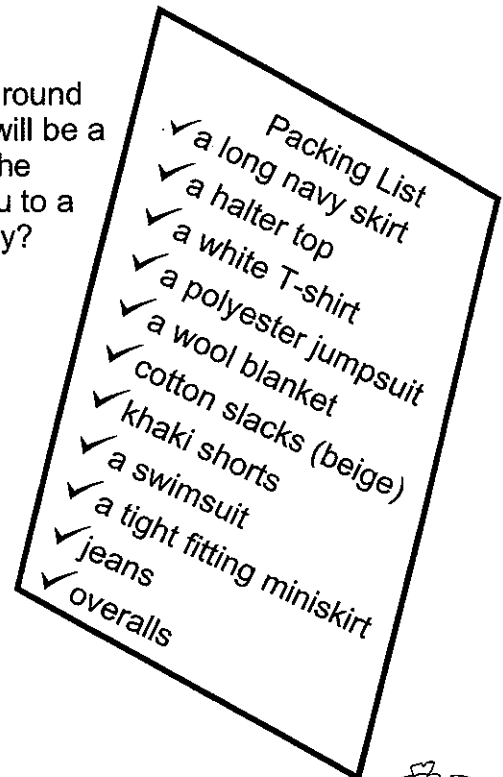 round
will be a
he
u to a
y?
Packing List
✓ a long navy skirt
✓ a halter top
✓ a white T-shirt
✓ a polyester jumpsuit
✓ a wool blanket
✓ cotton slacks (beige)
✓ khaki shorts
✓ a swimsuit
✓ a tight fitting miniskirt
✓ jeans
✓ overalls